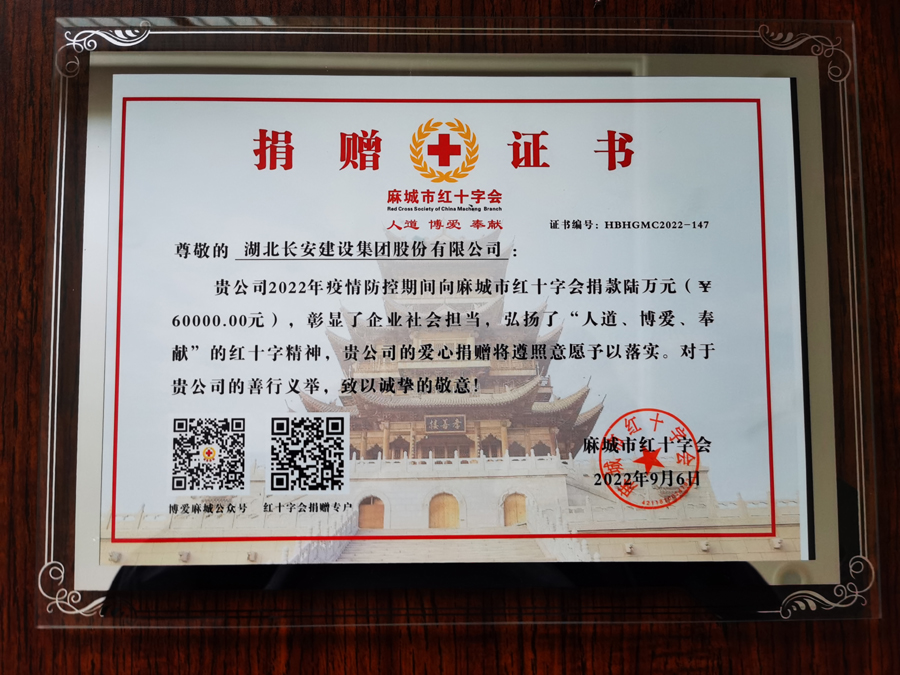 捐赠证书
麻城市红十字会
Red Cross Society of China Macheng Branch
人道 博爱 奉献
证书编号：HBHGMC2022-147
尊敬的 湖北长安建设集团股份有限公司：
贵公司2022年疫情防控期间向麻城市红十字会捐款陆万元（￥
60000.00元），彰显了企业社会担当，弘扬了“人道、博爱、奉
献”的红十字精神，贵公司的爱心捐赠将遵照意愿予以落实。对于
贵公司的善行义举，致以诚挚的敬意！
麻城市红十字会
2022年9月6日
麻城市红十字会
博爱麻城公众号 红十字会捐赠专户